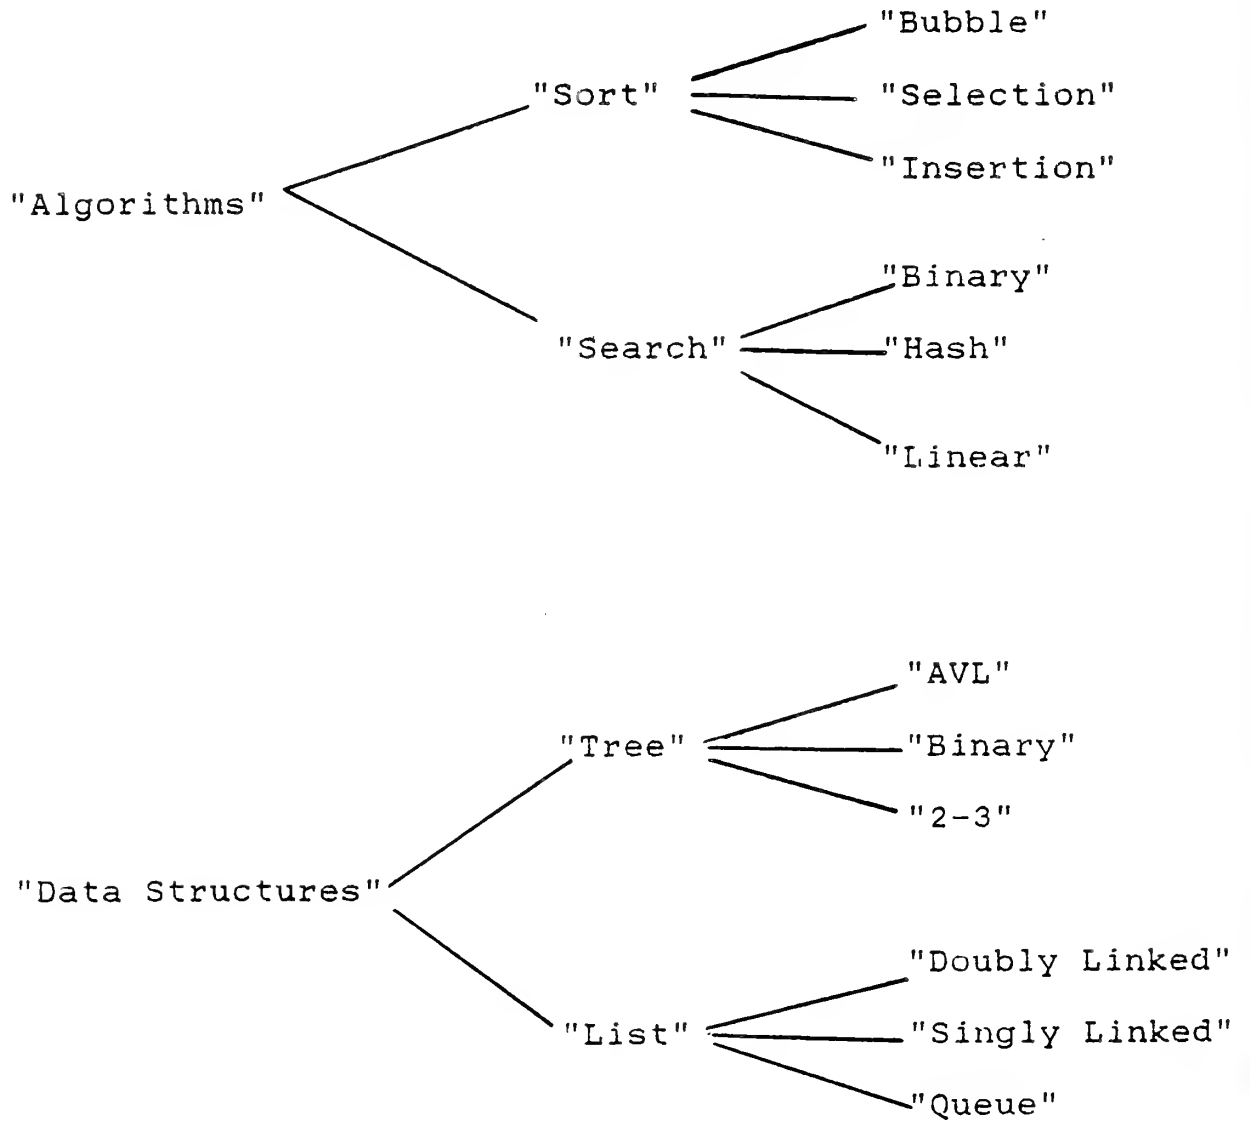 "Bubble"
"Sort"
"Selection"
"Insertion"
"Algorithms"
"Binary"
"Search"
"Hash"
"Linear"
"AVL"
"Tree"
"Binary"
"2-3"
"Data Structures"
"Doubly Linked"
"List"
"Singly Linked"
"Queue"